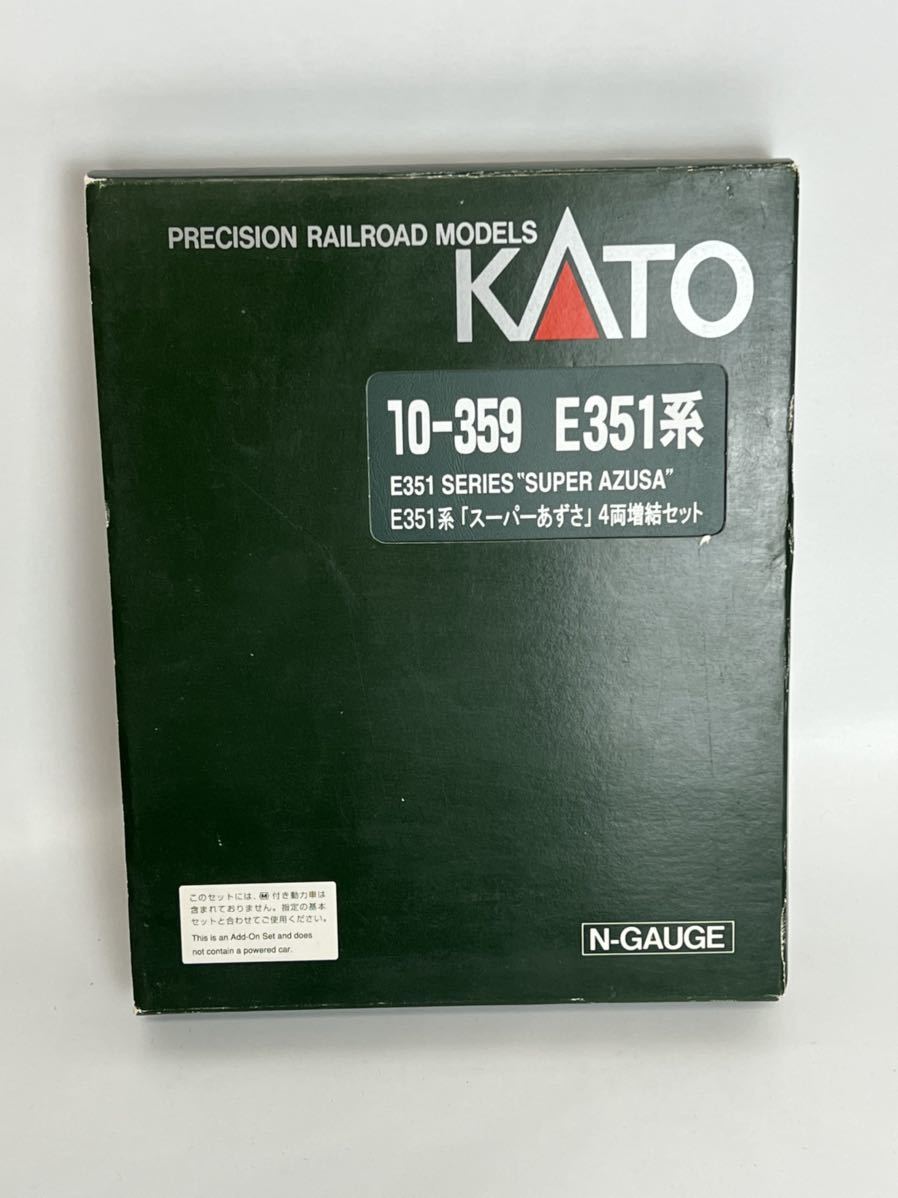 PRECISION RAILROAD MODELS
KATO
10-359 E351系
E351 SERIES "SUPER AZUSA"
E351系「スーパーあずさ」4両増結セット
このセットには、Ⓜ付き動力車は
含まれておりません。指定の基本
セットと合わせてご使用ください。
This is an Add-On Set and does
not contain a powered car.
N-GAUGE